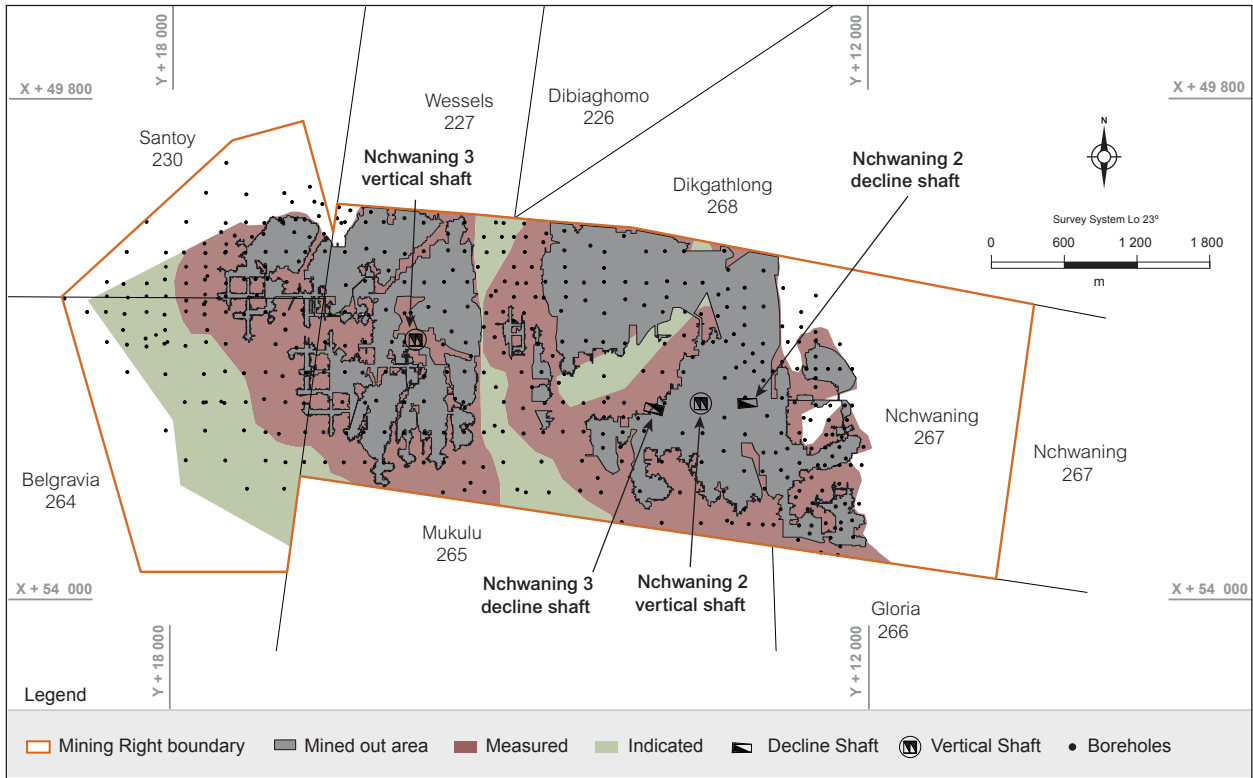 Y + 18 000
Y + 12 000
X + 49 800
X + 49 800
Wessels
227
Dibiaghomo
226
Santoy
230
Nchwaning 3
vertical shaft
Nchwaning 2
decline shaft
Dikgathlong
268
N
Survey System Lo 23º
0 600 1 200 1 800
m
Nchwaning
267
Nchwaning
267
Belgravia
264
Mukulu
265
Nchwaning 3
decline shaft
Nchwaning 2
vertical shaft
Gloria
266
X + 54 000
X + 54 000
Y + 18 000
Y + 12 000
Legend
Mining Right boundary Mined out area Measured Indicated Decline Shaft Vertical Shaft Boreholes